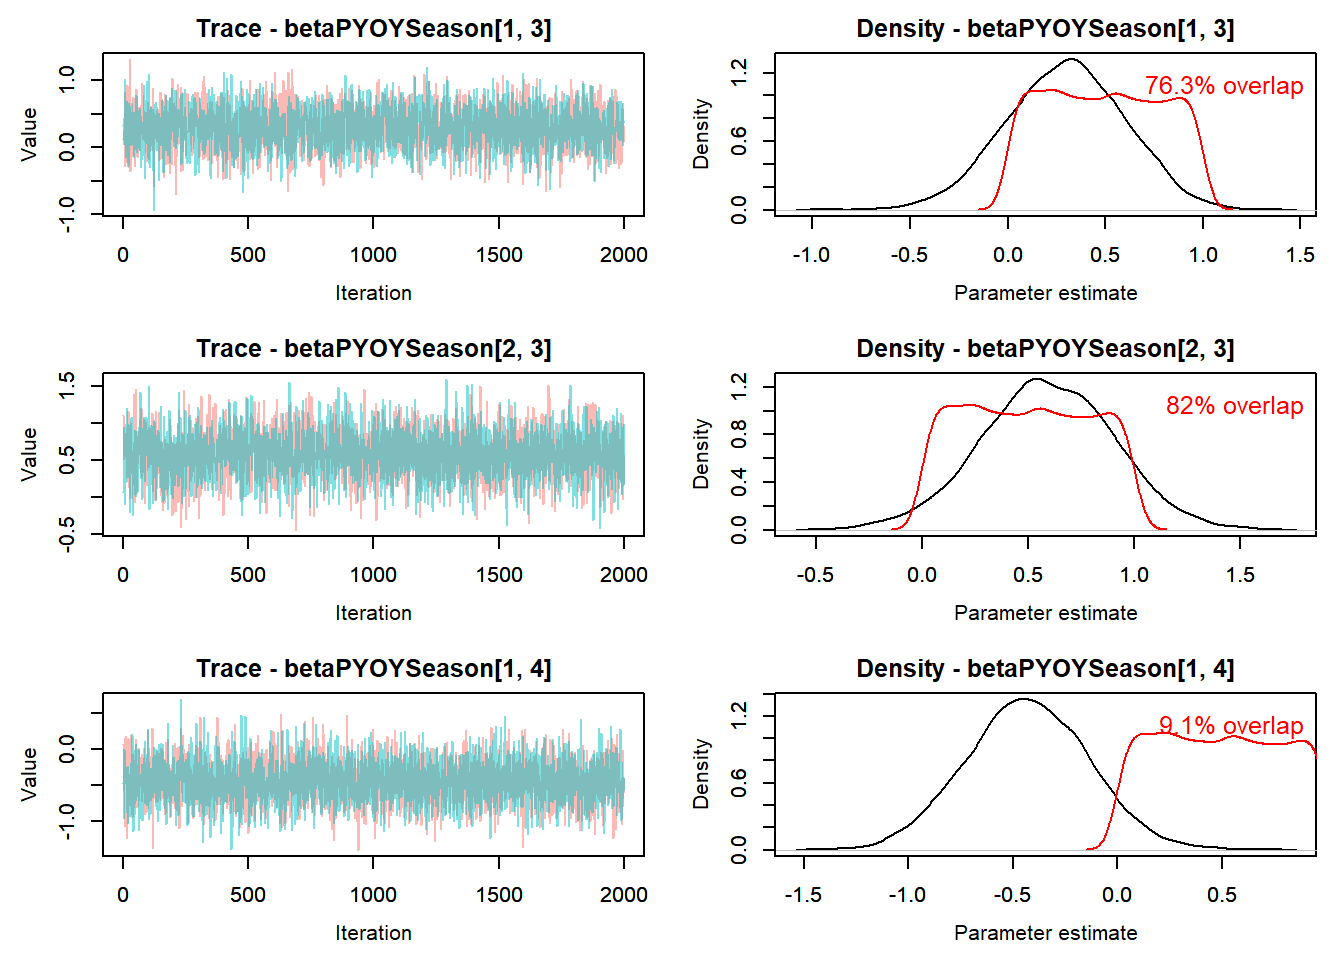 Trace - betaPYOYSeason[1, 3]
Value
-1.0 0.0 1.0
0 500 1000 1500 2000
Iteration
Density - betaPYOYSeason[1, 3]
76.3% overlap
Density
0.0 0.6 1.2
-1.0 -0.5 0.0 0.5 1.0 1.5
Parameter estimate
Trace - betaPYOYSeason[2, 3]
Value
-0.5 0.5 1.5
0 500 1000 1500 2000
Iteration
Density - betaPYOYSeason[2, 3]
82% overlap
Density
0.0 0.4 0.8 1.2
-0.5 0.0 0.5 1.0 1.5
Parameter estimate
Trace - betaPYOYSeason[1, 4]
Value
-1.0 0.0
0 500 1000 1500 2000
Iteration
Density - betaPYOYSeason[1, 4]
9.1% overlap
Density
0.0 0.6 1.2
-1.5 -1.0 -0.5 0.0 0.5
Parameter estimate